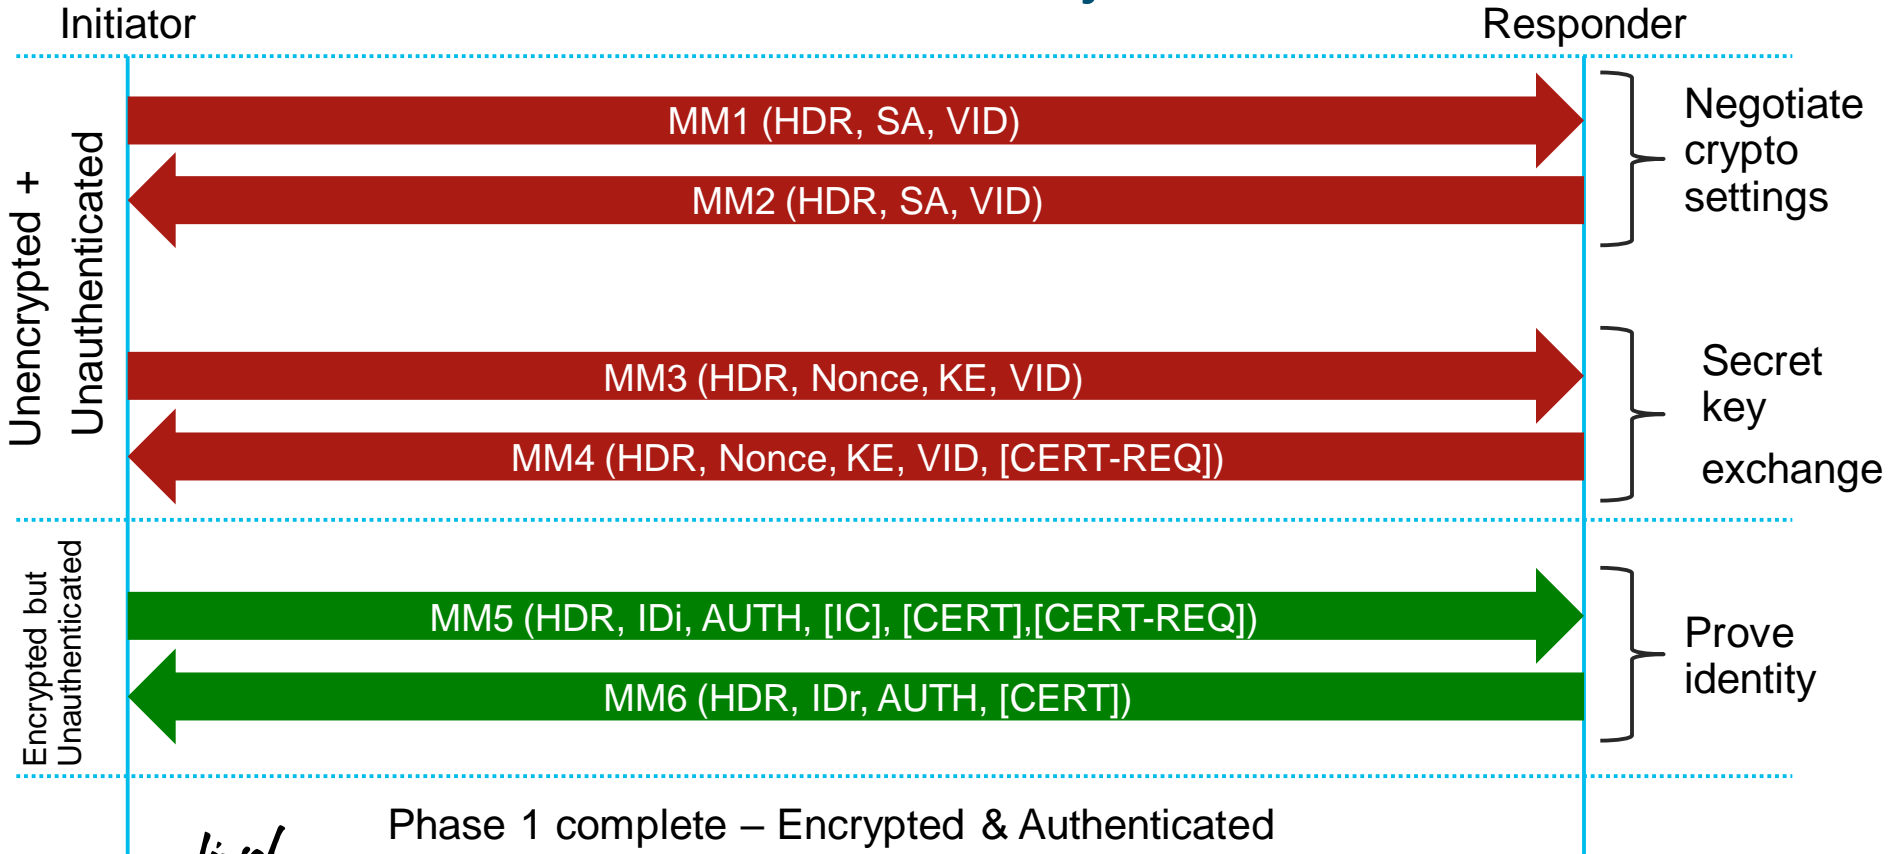 Initiator
Responder
Unencrypted +
Unauthenticated
MM1 (HDR, SA, VID)
MM2 (HDR, SA, VID)
Negotiate
crypto
settings
MM3 (HDR, Nonce, KE, VID)
MM4 (HDR, Nonce, KE, VID, [CERT-REQ])
Secret
key
exchange
Encrypted but
Unauthenticated
MM5 (HDR, IDi, AUTH, [IC], [CERT],[CERT-REQ])
MM6 (HDR, IDr, AUTH, [CERT])
Prove
identity
Phase 1 complete – Encrypted & Authenticated